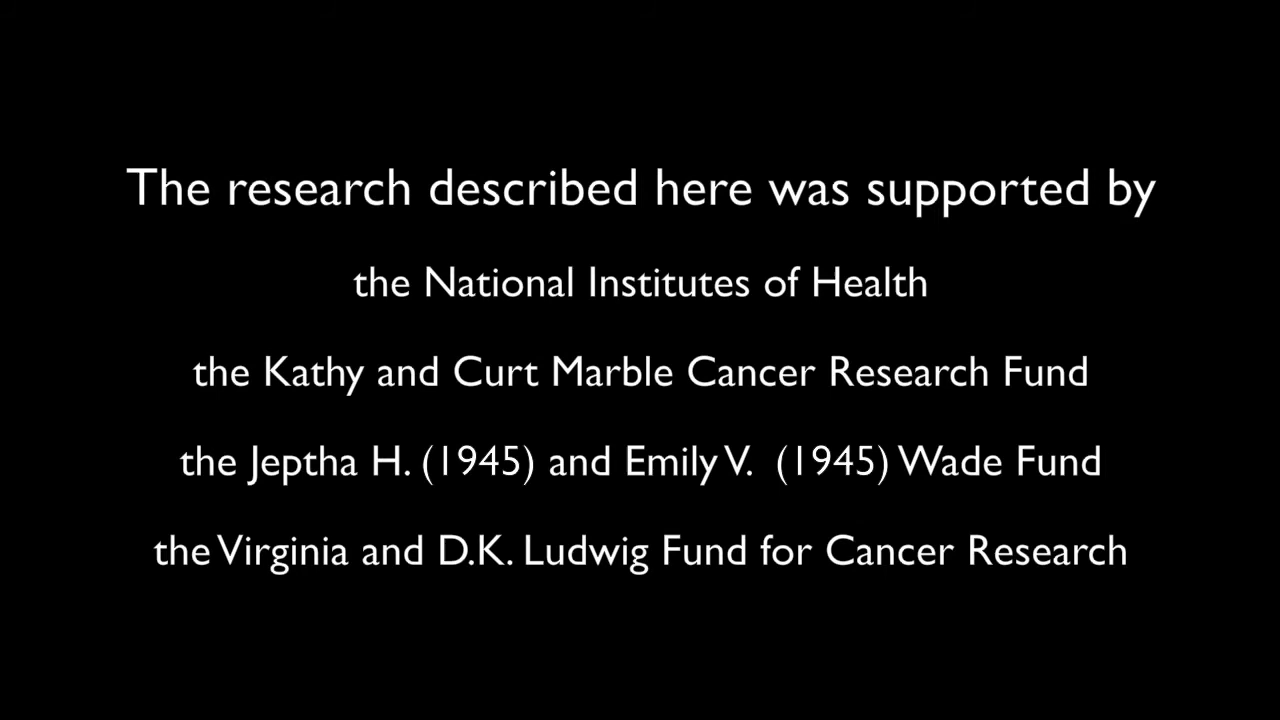 The research described here was supported by
the National Institutes of Health
the Kathy and Curt Marble Cancer Research Fund
the Jeptha H. (1945) and Emily V. (1945) Wade Fund
the Virginia and D.K. Ludwig Fund for Cancer Research